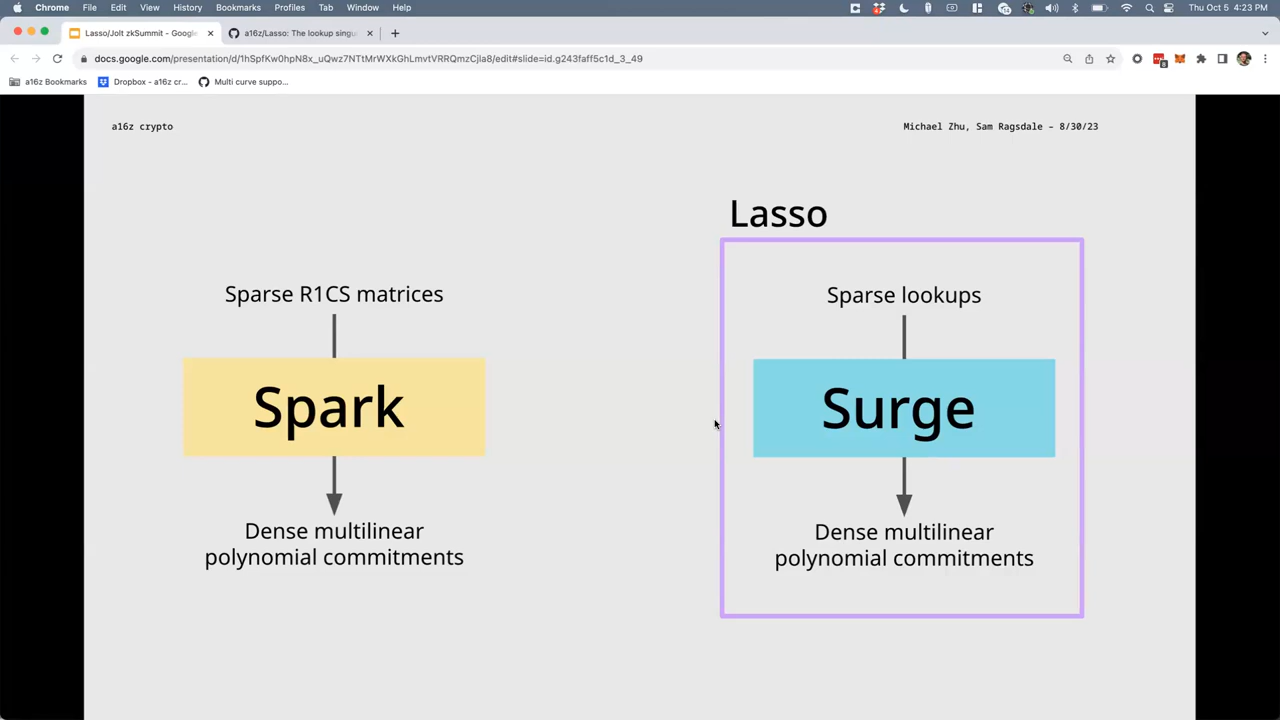 Chrome File Edit View History Bookmarks Profiles Tab Window Help Thu Oct 5 4:23 PM
Lasso/Jolt zkSummit - Google a16z/Lasso: The lookup singu
docs.google.com/presentation/d/1hSpfKw0hpN8x_uQwz7NTtMrWXkGhLmvtVRRQmzCjla8/edit#slide=id.g243faff5c1d_3_49
a16z Bookmarks Dropbox - a16z cr... Multi curve suppo...
a16z crypto Michael Zhu, Sam Ragsdale - 8/30/23
Lasso
Sparse R1CS matrices
Spark
Dense multilinear
polynomial commitments
Sparse lookups
Surge
Dense multilinear
polynomial commitments